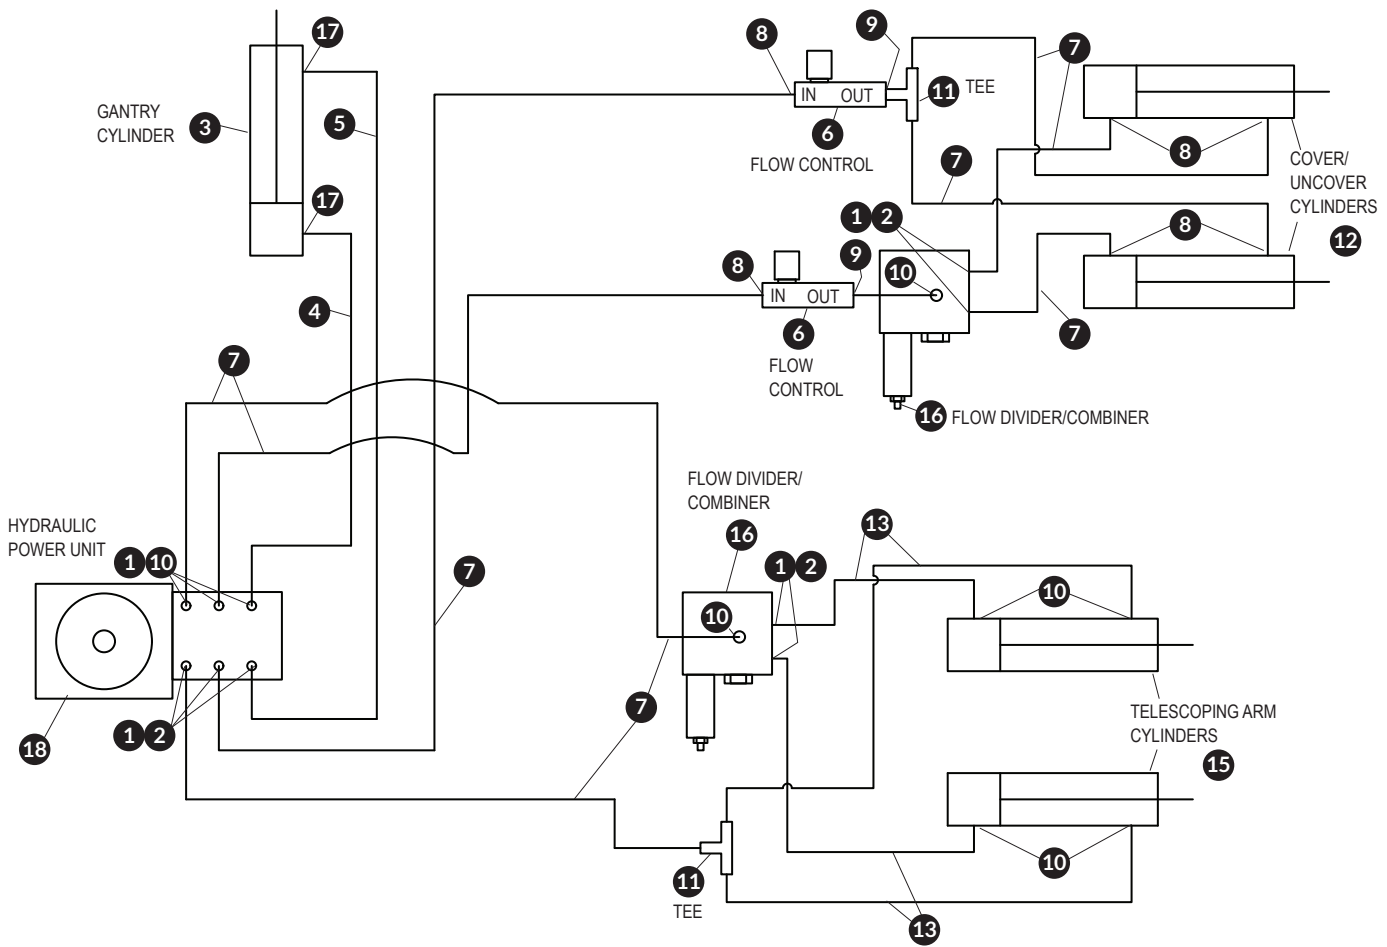 17
8
9
7
IN OUT
11 TEE
GANTRY
CYLINDER
3
5
6
FLOW CONTROL
8
7
COVER/
UNCOVER
CYLINDERS
12
17
1 2
8
8
9
10
IN OUT
4
6
7
FLOW
CONTROL
7
16 FLOW DIVIDER/COMBINER
FLOW DIVIDER/
COMBINER
16
13
HYDRAULIC
POWER UNIT
1 10
7
1 2
10
10
7
18
1 2
TELESCOPING ARM
CYLINDERS
15
10
11
TEE
13